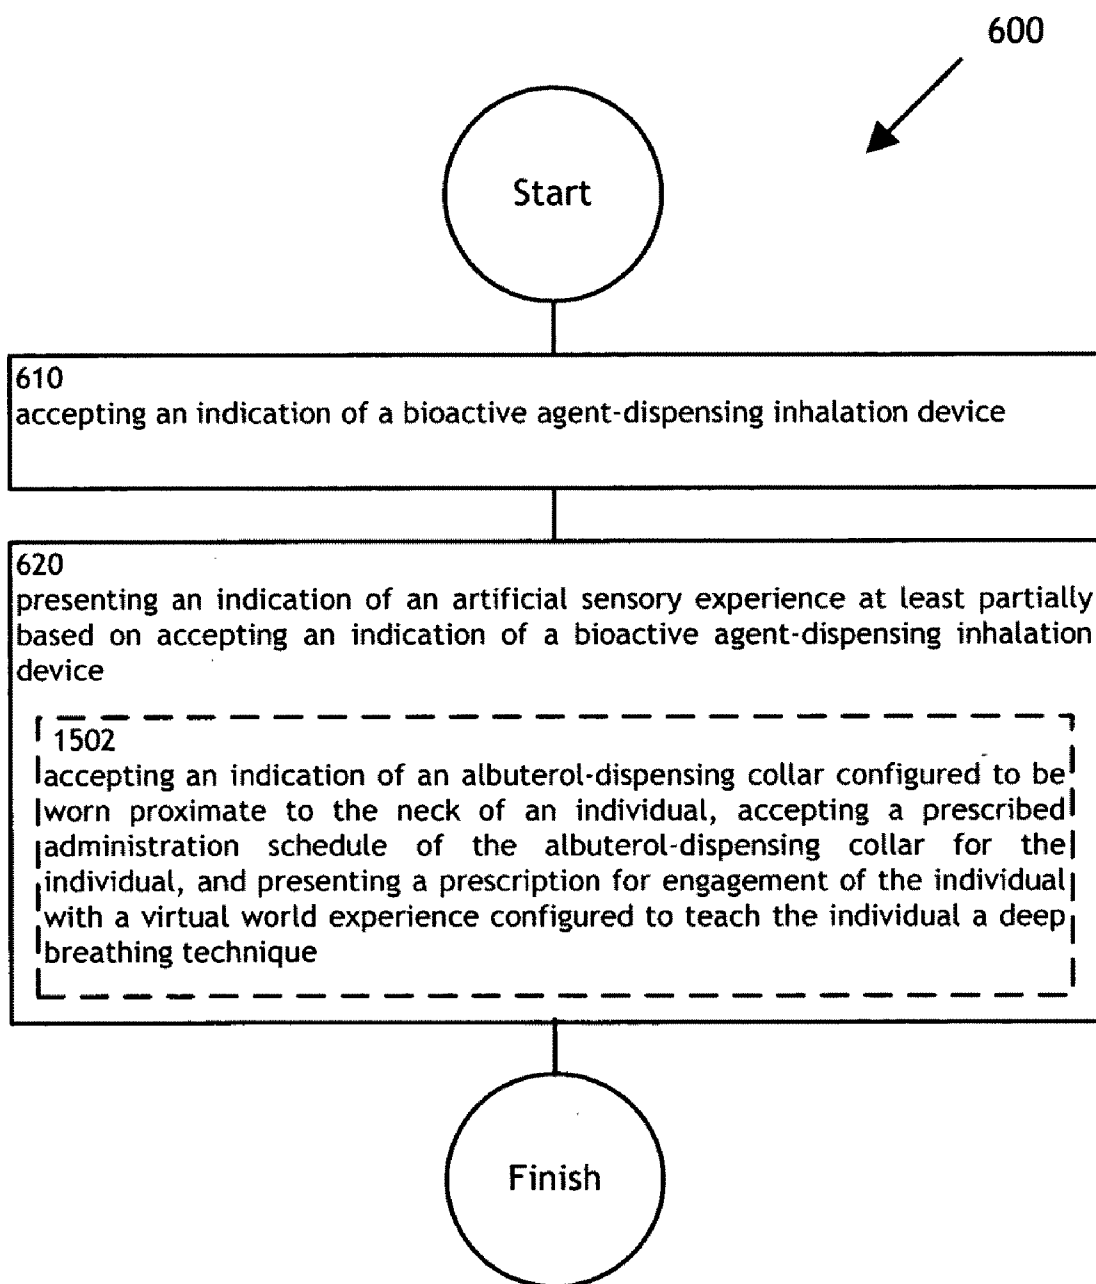 600
Start
610
accepting an indication of a bioactive agent-dispensing inhalation device
620
presenting an indication of an artificial sensory experience at least partially
based on accepting an indication of a bioactive agent-dispensing inhalation
device
1502
accepting an indication of an albuterol-dispensing collar configured to be
worn proximate to the neck of an individual, accepting a prescribed
administration schedule of the albuterol-dispensing collar for the
individual, and presenting a prescription for engagement of the individual
with a virtual world experience configured to teach the individual a deep
breathing technique
Finish